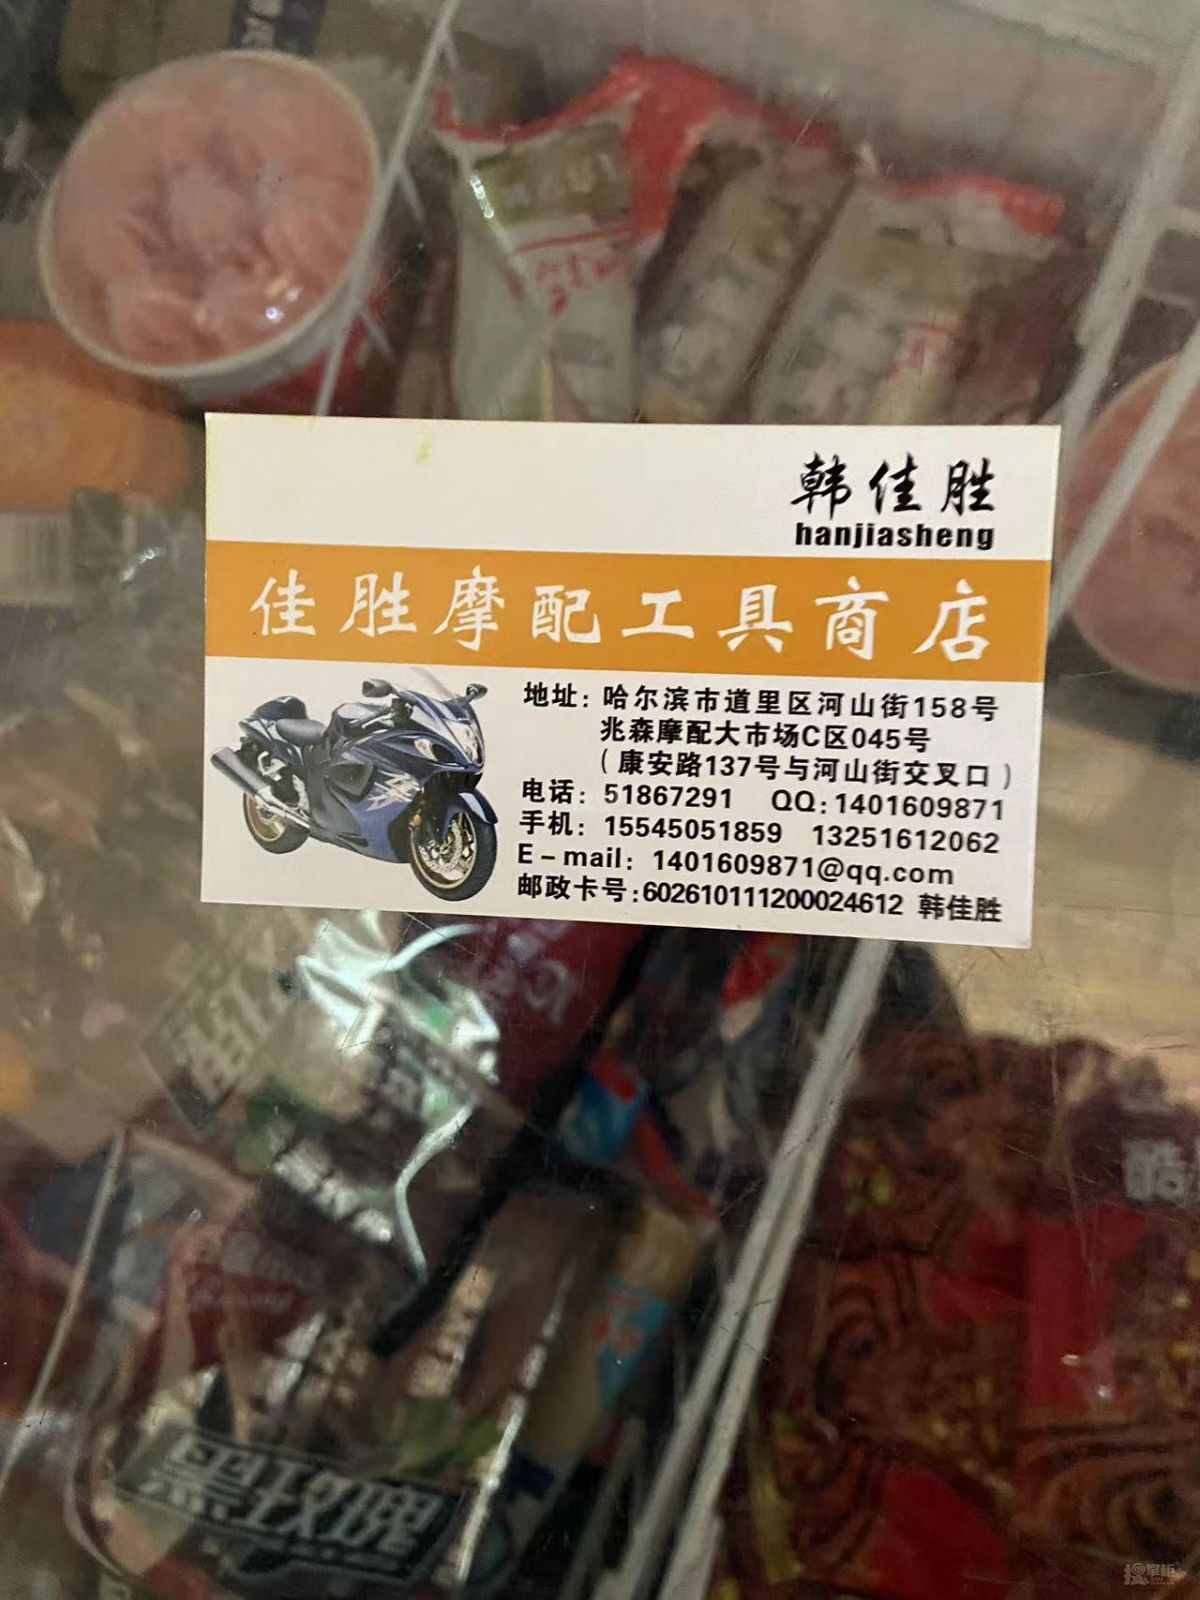 韩佳胜
hanjiasheng
佳胜摩配工具商店
地址：哈尔滨市道里区河山街158号
兆森摩配大市场C区045号
（康安路137号与河山街交叉口）
电话：51867291 QQ：1401609871
手机：15545051859 13251612062
E-mail：1401609871@qq.com
邮政卡号：602610111200024612 韩佳胜
酷
黑玫瑰